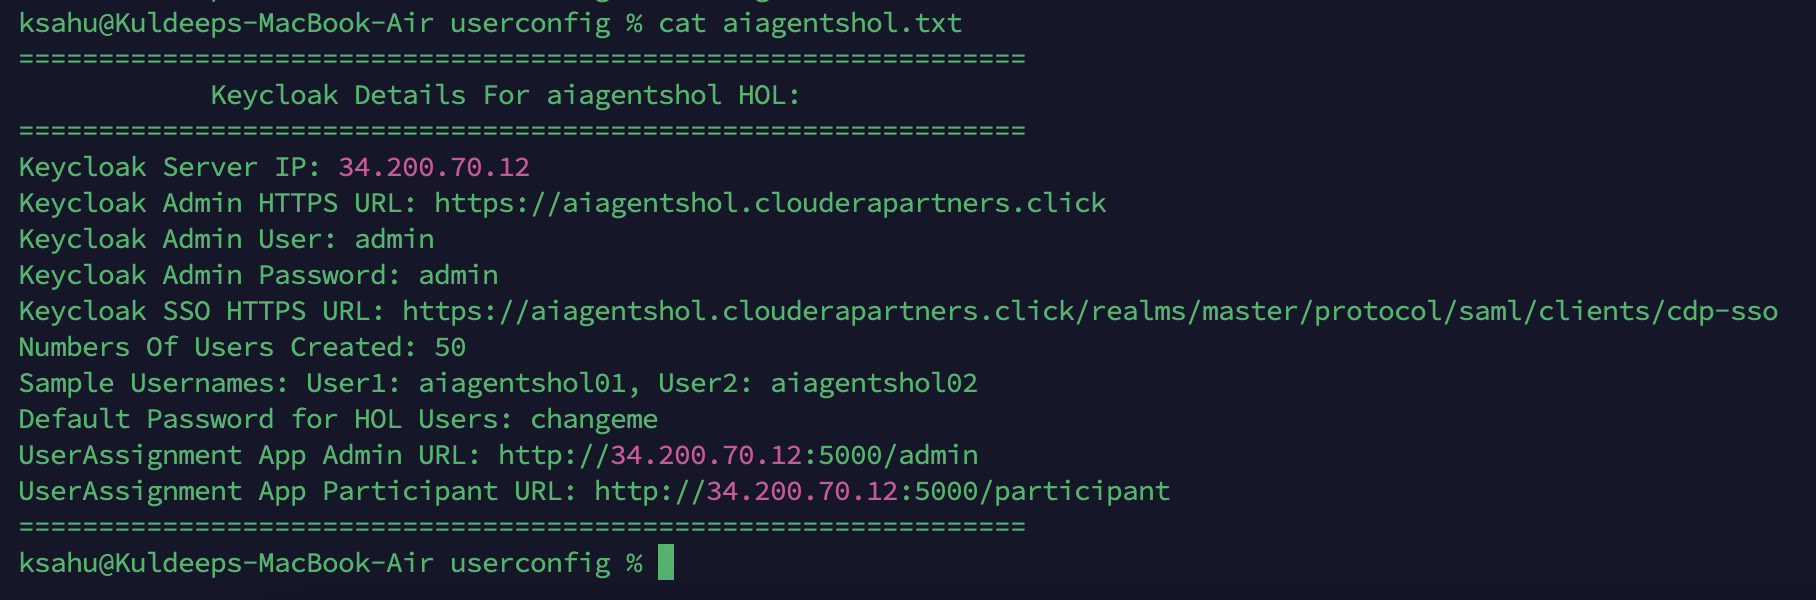 ksahu@Kuldeeps-MacBook-Air userconfig % cat aiagentshol.txt
===============================================================
Keycloak Details For aiagentshol HOL:
===============================================================
Keycloak Server IP: 34.200.70.12
Keycloak Admin HTTPS URL: https://aiagentshol.clouderapartners.click
Keycloak Admin User: admin
Keycloak Admin Password: admin
Keycloak SSO HTTPS URL: https://aiagentshol.clouderapartners.click/realms/master/protocol/saml/clients/cdp-sso
Numbers Of Users Created: 50
Sample Usernames: User1: aiagentshol01, User2: aiagentshol02
Default Password for HOL Users: changeme
UserAssignment App Admin URL: http://34.200.70.12:5000/admin
UserAssignment App Participant URL: http://34.200.70.12:5000/participant
===============================================================
ksahu@Kuldeeps-MacBook-Air userconfig %